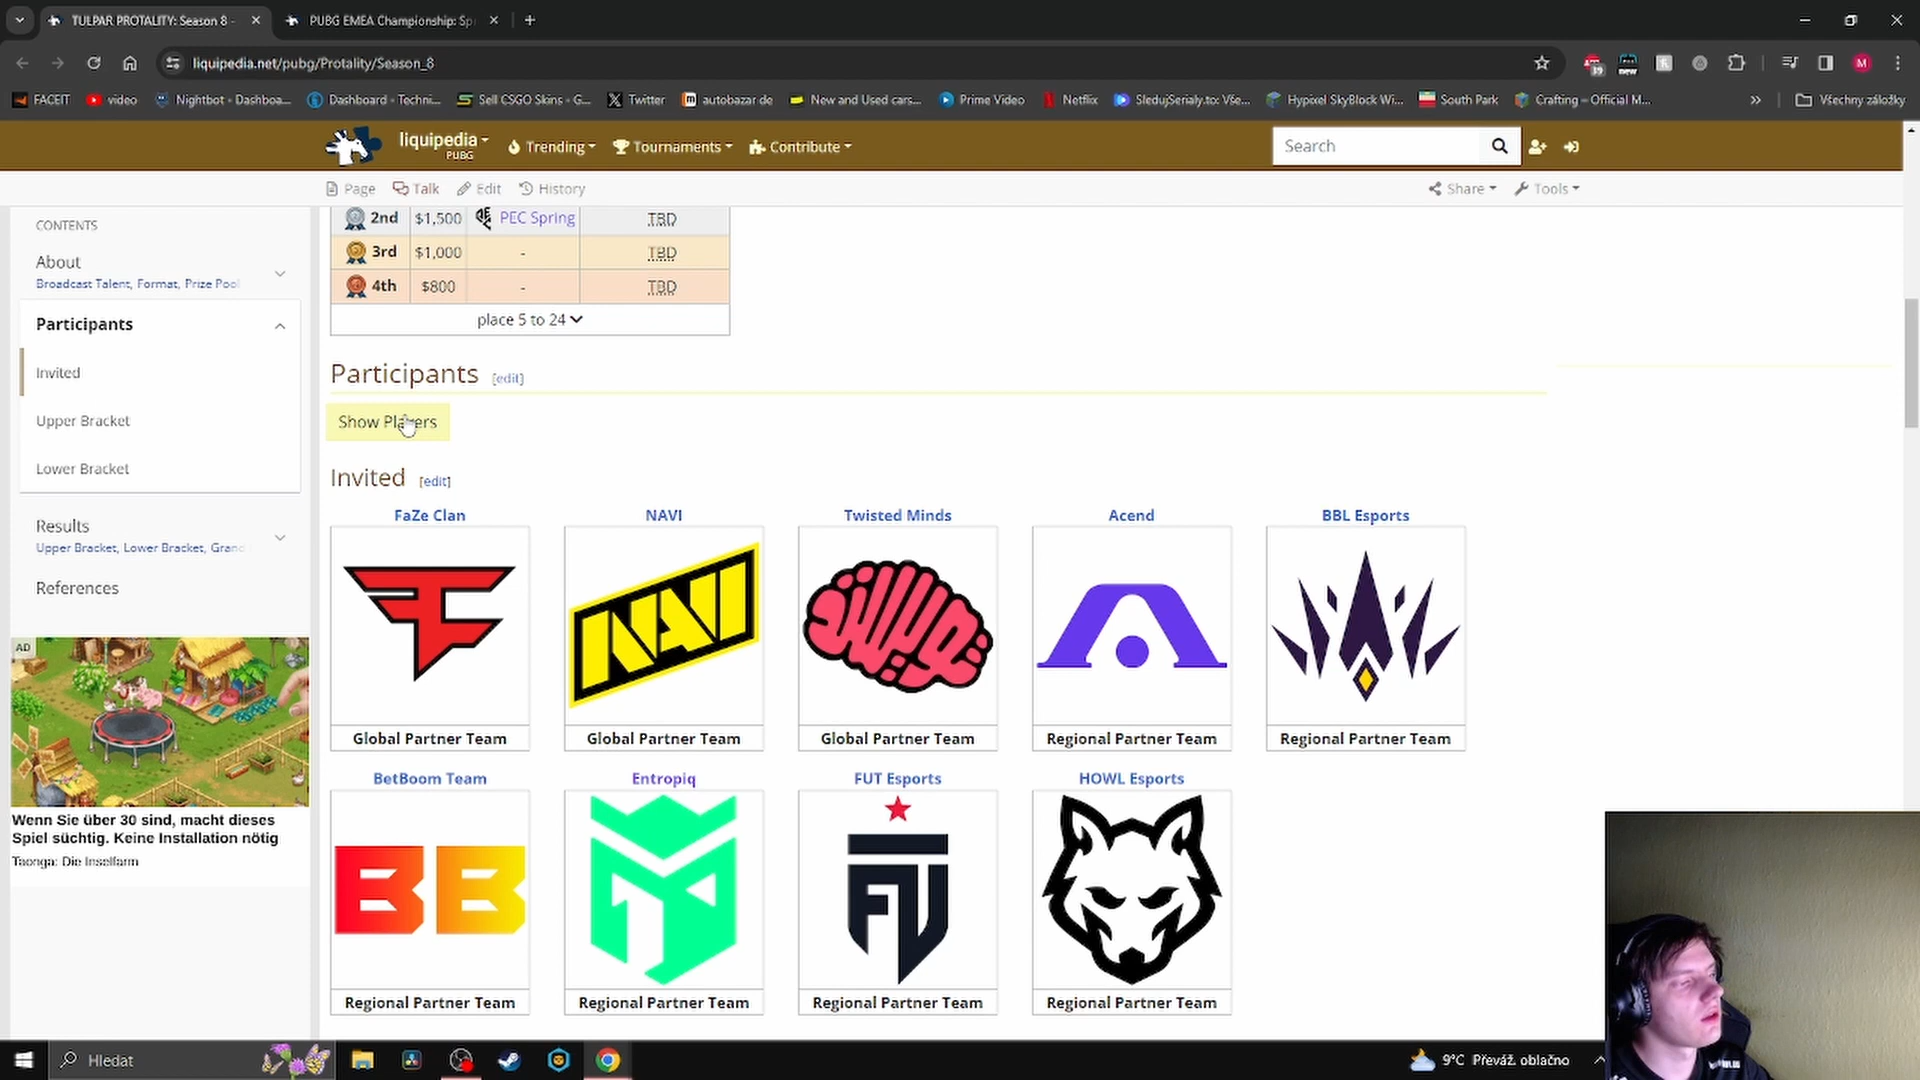 TULPAR PROTALITY: Season 8 -
PUBG EMEA Championship: Sp
liquipedia.net/pubg/Protality/Season_8
39
new
M
FACEIT
video
Nightbot - Dashboa...
Dashboard - Techni...
Sell CSGO Skins - G...
Twitter
autobazar de
New and Used cars...
Prime Video
Netflix
SledujSerialy.to: Vše...
Hypixel SkyBlock Wi...
South Park
Crafting – Official M...
»
Všechny záložky
liquipedia
PUBG
Trending
Tournaments
Contribute
Search
Page
Talk
Edit
History
Share
Tools
CONTENTS
About
Broadcast Talent, Format, Prize Pool
Participants
Invited
Upper Bracket
Lower Bracket
Results
Upper Bracket, Lower Bracket, Grand
References
AD
Wenn Sie über 30 sind, macht dieses
Spiel süchtig. Keine Installation nötig
Taonga: Die Inselfarm
2nd $1,500 PEC Spring TBD
3rd $1,000 - TBD
4th $800 - TBD
place 5 to 24
Participants [edit]
Show Players
Invited [edit]
FaZe Clan
NAVI
Twisted Minds
Acend
BBL Esports
NAVI
Global Partner Team
Global Partner Team
Global Partner Team
Regional Partner Team
Regional Partner Team
BetBoom Team
Entropiq
FUT Esports
HOWL Esports
BB
FUT
Regional Partner Team
Regional Partner Team
Regional Partner Team
Regional Partner Team
Hledat
9°C Převáž. oblačno